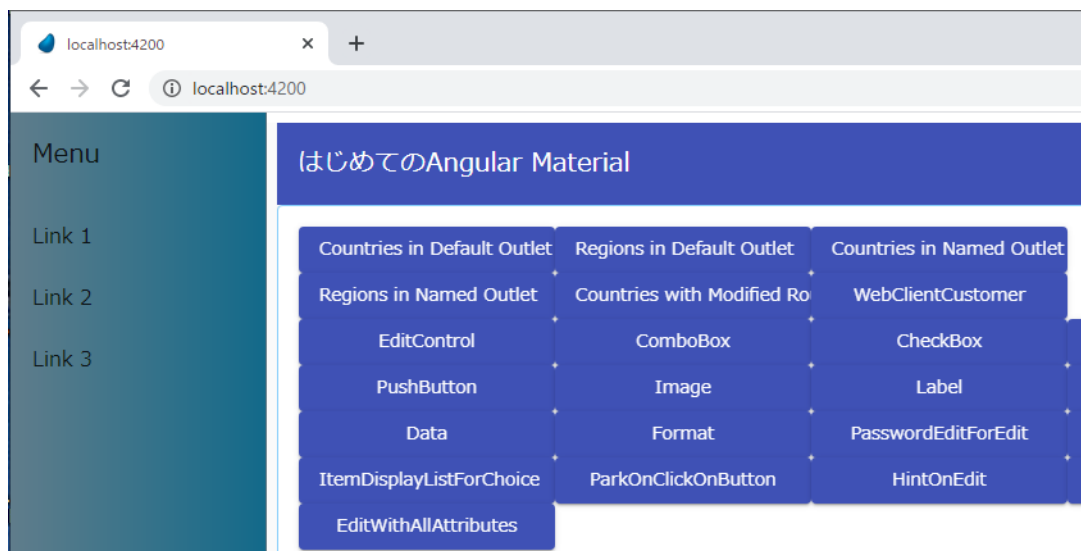 localhost:4200
localhost:4200
Menu
Link 1
Link 2
Link 3
はじめてのAngular Material
Countries in Default Outlet Regions in Default Outlet Countries in Named Outlet
Regions in Named Outlet Countries with Modified WebClientCustomer
EditControl ComboBox CheckBox
PushButton Image Label
Data Format PasswordEditForEdit
ItemDisplayListForChoice ParkOnClickOnButton HintOnEdit
EditWithAllAttributes